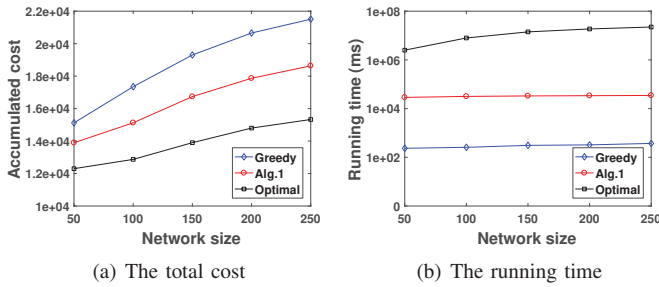 2.2e+04
2e+04
1.8e+04
1.6e+04
1.4e+04
1.2e+04
1e+04
50 100 150 200 250
Accumulated cost
Network size
Greedy
Alg.1
Optimal
(a) The total cost
1e+08
1e+06
1e+04
1e+02
0
50 100 150 200 250
Running time (ms)
Network size
Greedy
Alg.1
Optimal
(b) The running time